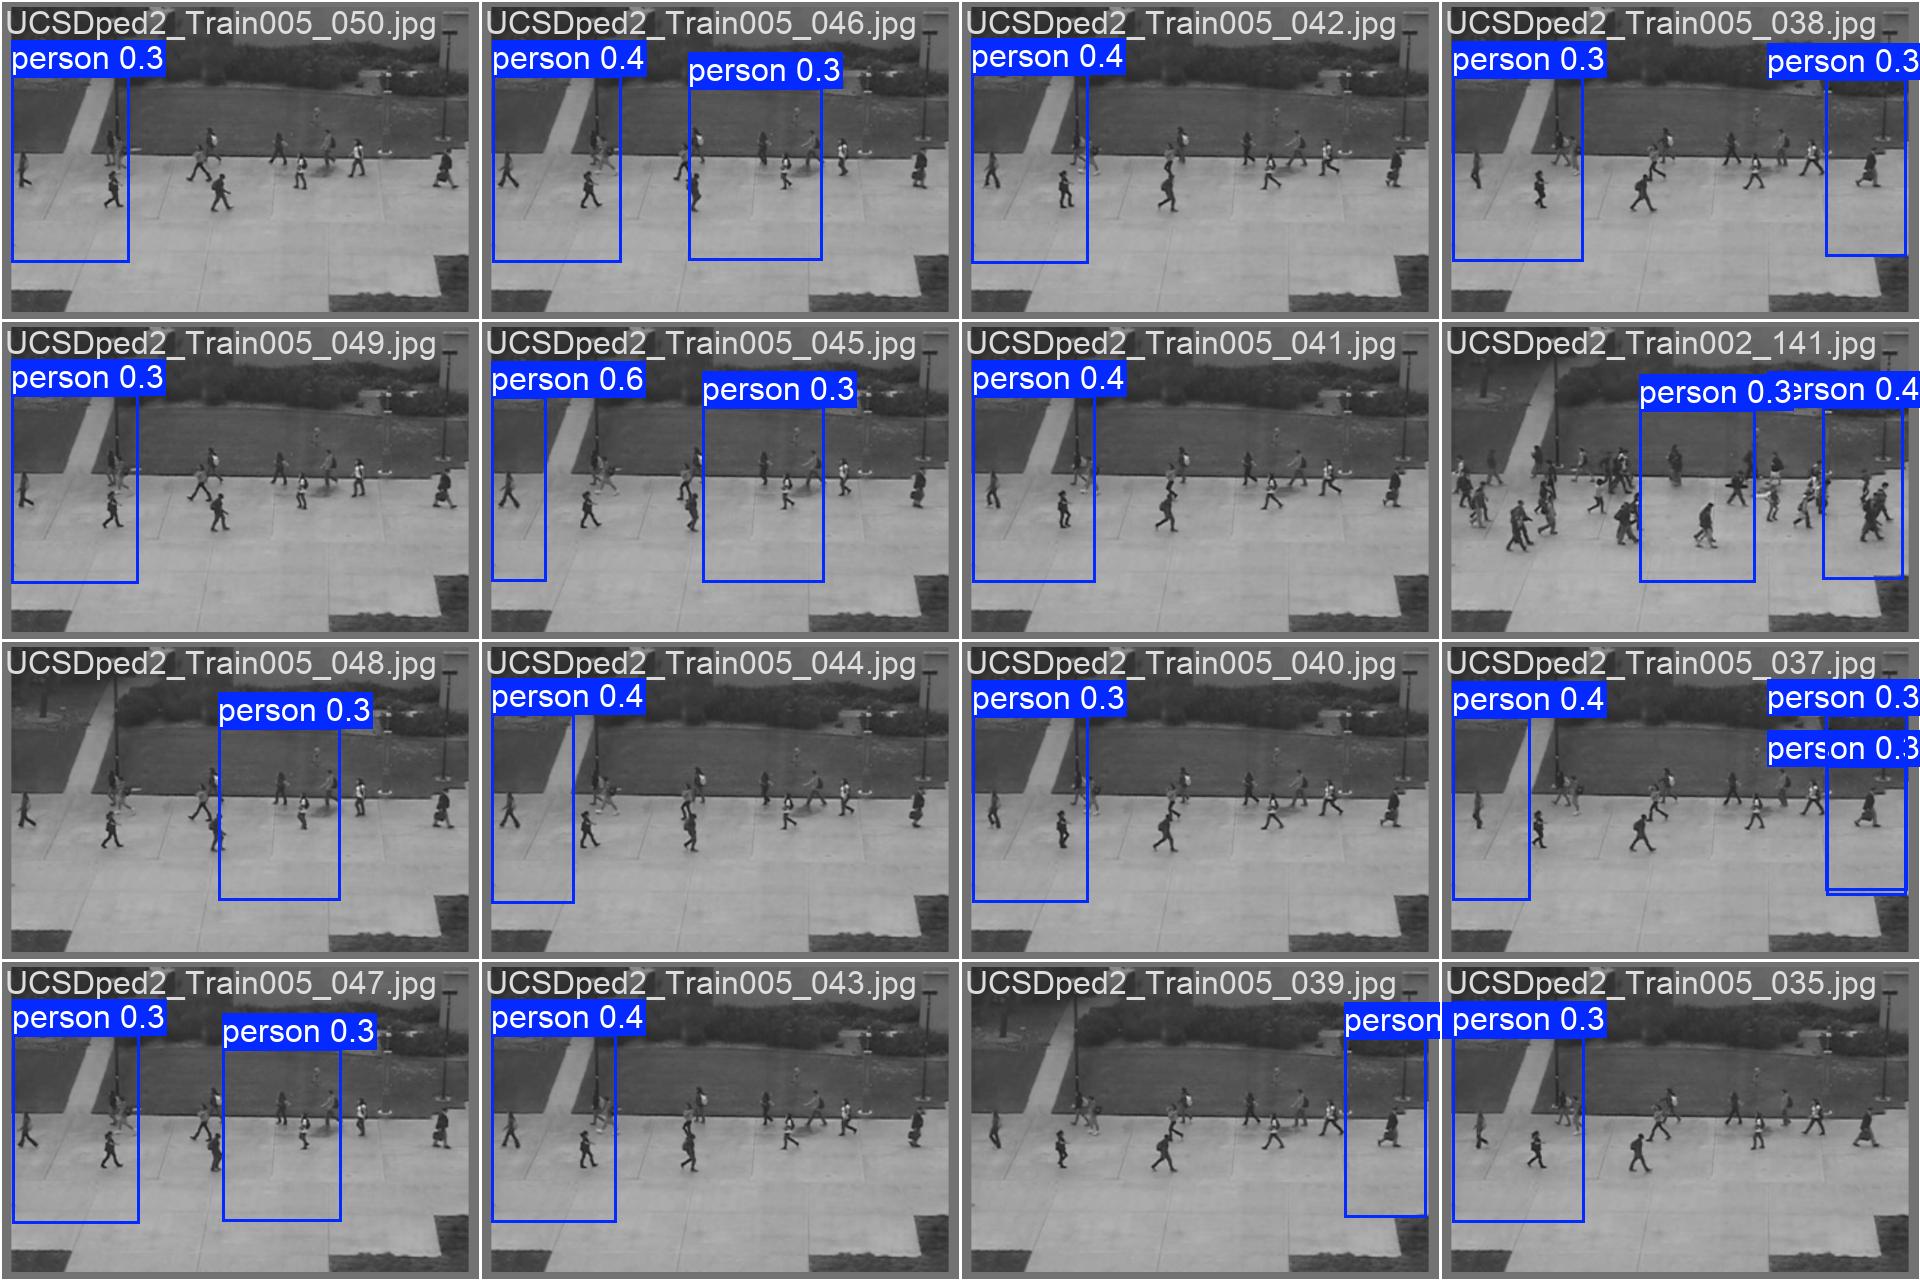 UCSDped2_Train005_050.jpg
person 0.3
UCSDped2_Train005_046.jpg
person 0.4
person 0.3
UCSDped2_Train005_042.jpg
person 0.4
UCSDped2_Train005_038.jpg
person 0.3
person 0.3
UCSDped2_Train005_049.jpg
person 0.3
UCSDped2_Train005_045.jpg
person 0.6
person 0.3
UCSDped2_Train005_041.jpg
person 0.4
UCSDped2_Train002_141.jpg
person 0.3
erson 0.4
UCSDped2_Train005_048.jpg
person 0.3
UCSDped2_Train005_044.jpg
person 0.4
UCSDped2_Train005_040.jpg
person 0.3
UCSDped2_Train005_037.jpg
person 0.4
person 0.3
person 0.3
UCSDped2_Train005_047.jpg
person 0.3
person 0.3
UCSDped2_Train005_043.jpg
person 0.4
UCSDped2_Train005_039.jpg
person
UCSDped2_Train005_035.jpg
person 0.3